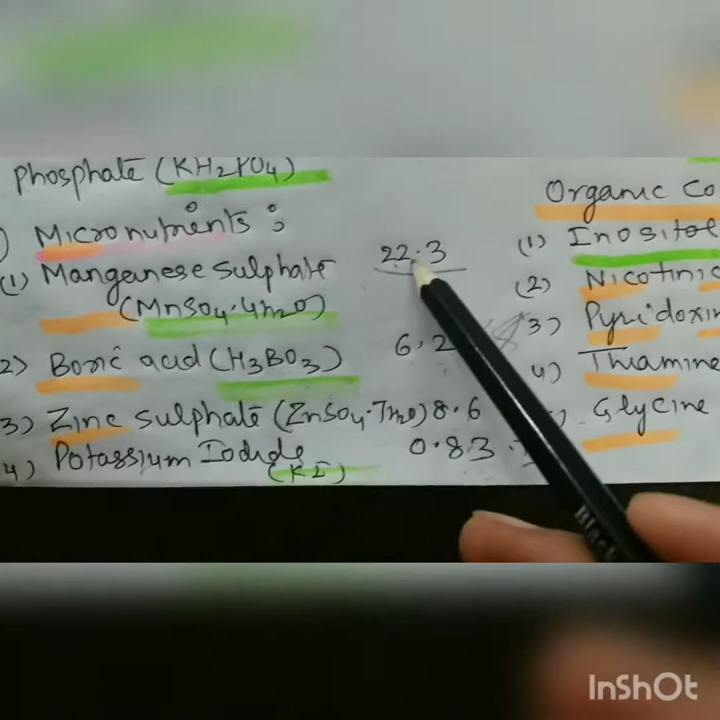 Phosphate (KH2PO4)
) Micronutrients :
(1) Manganese sulphate
(MnSO4.4H2O) 22.3
2) Boric acid (H3BO3) 6.2
3) Zinc sulphate (ZnSO4.7H2O) 8.6
4) Potassium Iodide
(KI) 0.83
Organic Co
(1) Inositol
(2) Nicotinic
3) Pyridoxin
4) Thiamine
) Glycine
Black
InShOt